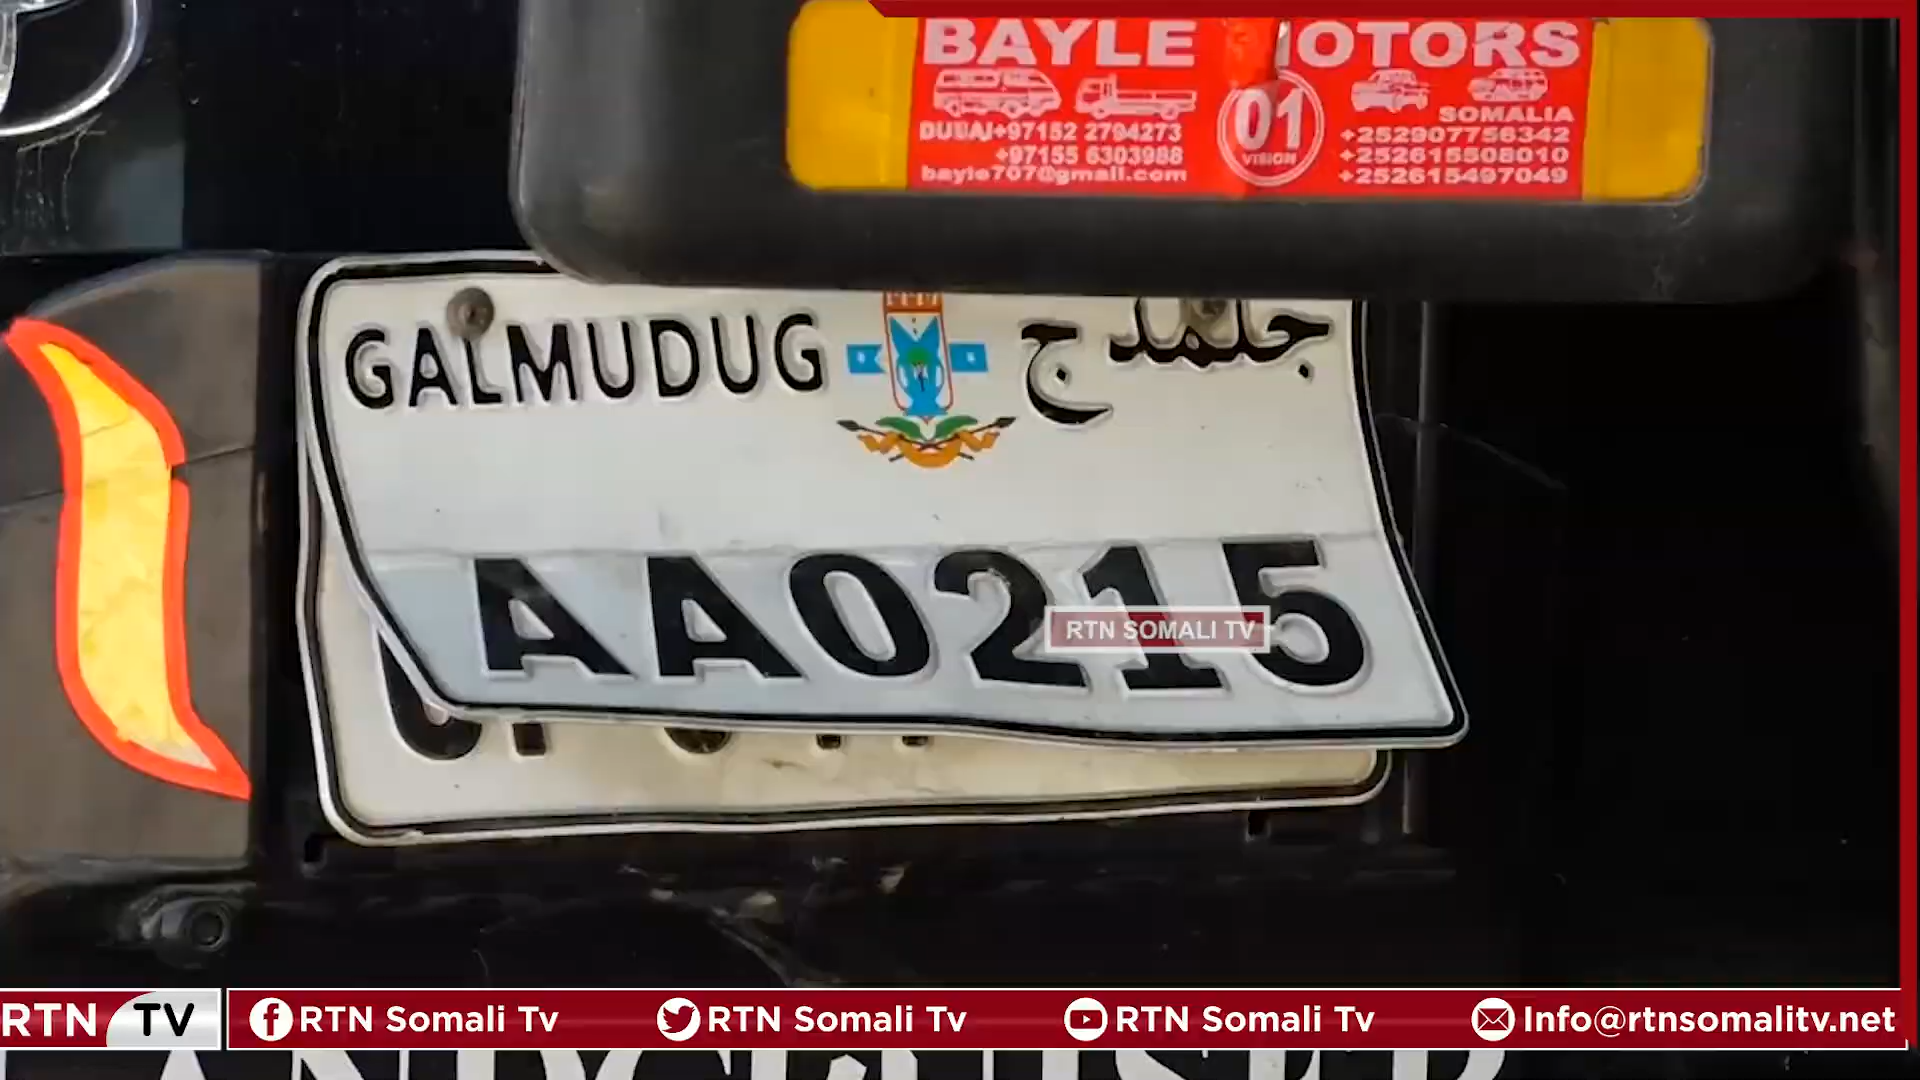 BAYLE MOTORS
DUBAI+97152 2794273
+97155 6303988
bayle707@gmail.com
01
VISION
SOMALIA
+252907756342
+252615508010
+252615497049
GALMUDUG
جلمدج
AA0215
RTN SOMALI TV
RTN TV
RTN Somali Tv
RTN Somali Tv
RTN Somali Tv
Info@rtnsomalitv.net